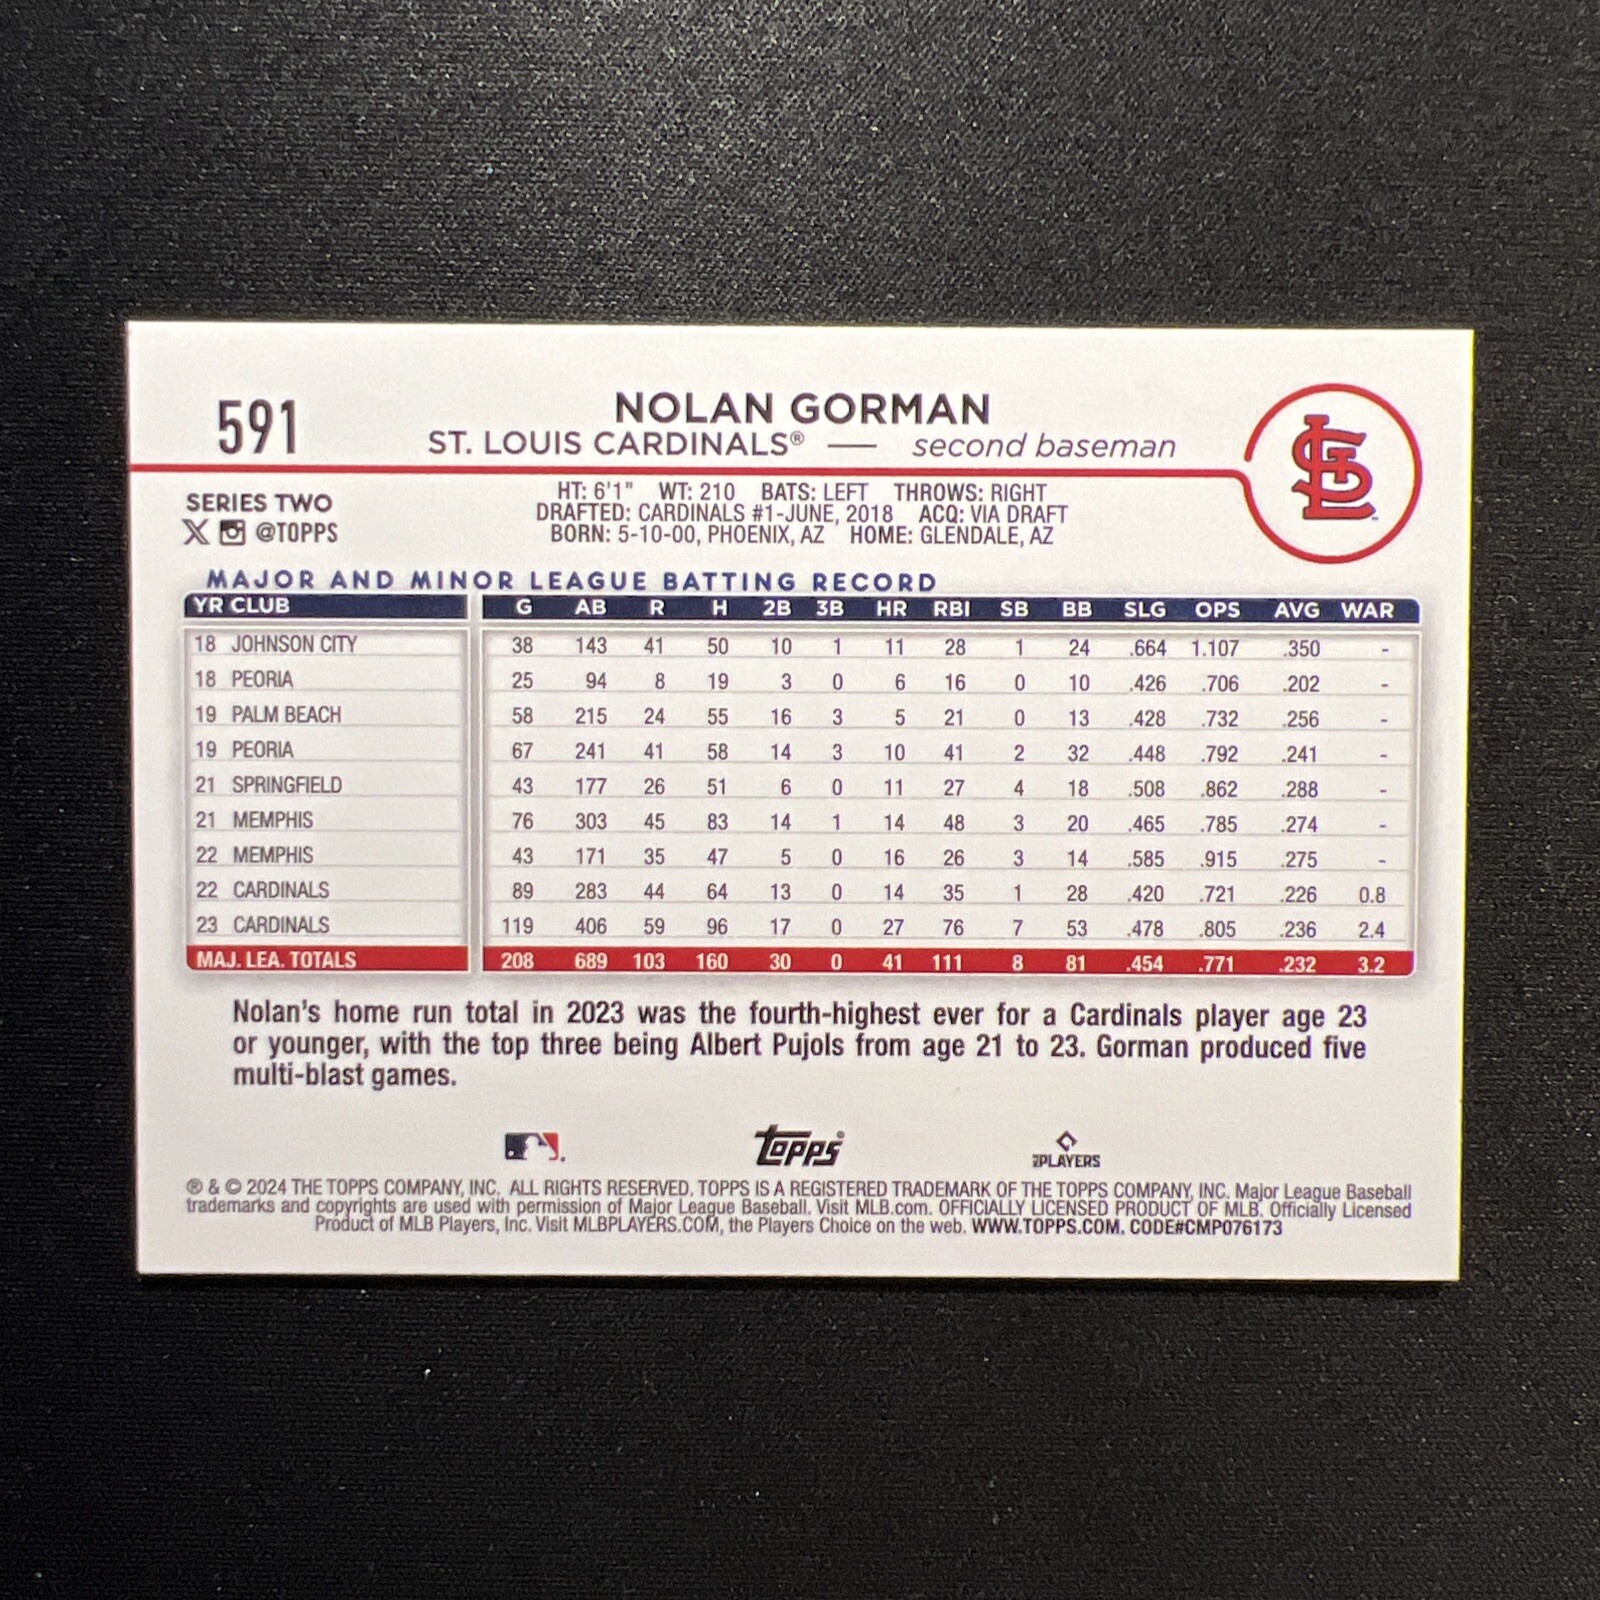 591
NOLAN GORMAN
ST. LOUIS CARDINALS® — second baseman
STL
SERIES TWO
X @TOPPS
HT: 6'1" WT: 210 BATS: LEFT THROWS: RIGHT
DRAFTED: CARDINALS #1-JUNE, 2018 ACQ: VIA DRAFT
BORN: 5-10-00, PHOENIX, AZ HOME: GLENDALE, AZ
MAJOR AND MINOR LEAGUE BATTING RECORD
YR CLUB G AB R H 2B 3B HR RBI SB BB SLG OPS AVG WAR
18 JOHNSON CITY 38 143 41 50 10 1 11 28 1 24 .664 1.107 .350 -
18 PEORIA 25 94 8 19 3 0 6 16 0 10 .426 .706 .202 -
19 PALM BEACH 58 215 24 55 16 3 5 21 0 13 .428 .732 .256 -
19 PEORIA 67 241 41 58 14 3 10 41 2 32 .448 .792 .241 -
21 SPRINGFIELD 43 177 26 51 6 0 11 27 4 18 .508 .862 .288 -
21 MEMPHIS 76 303 45 83 14 1 14 48 3 20 .465 .785 .274 -
22 MEMPHIS 43 171 35 47 5 0 16 26 3 14 .585 .915 .275 -
22 CARDINALS 89 283 44 64 13 0 14 35 1 28 .420 .721 .226 0.8
23 CARDINALS 119 406 59 96 17 0 27 76 7 53 .478 .805 .236 2.4
MAJ. LEA. TOTALS 208 689 103 160 30 0 41 111 8 81 .454 .771 .232 3.2
Nolan's home run total in 2023 was the fourth-highest ever for a Cardinals player age 23
or younger, with the top three being Albert Pujols from age 21 to 23. Gorman produced five
multi-blast games.
Topps®
MLB PLAYERS
® & © 2024 THE TOPPS COMPANY, INC. ALL RIGHTS RESERVED. TOPPS IS A REGISTERED TRADEMARK OF THE TOPPS COMPANY, INC. Major League Baseball
trademarks and copyrights are used with permission of Major League Baseball. Visit MLB.com. OFFICIALLY LICENSED PRODUCT OF MLB. Officially Licensed
Product of MLB Players, Inc. Visit MLBPLAYERS.COM, the Players Choice on the web. WWW.TOPPS.COM. CODE#CMP076173